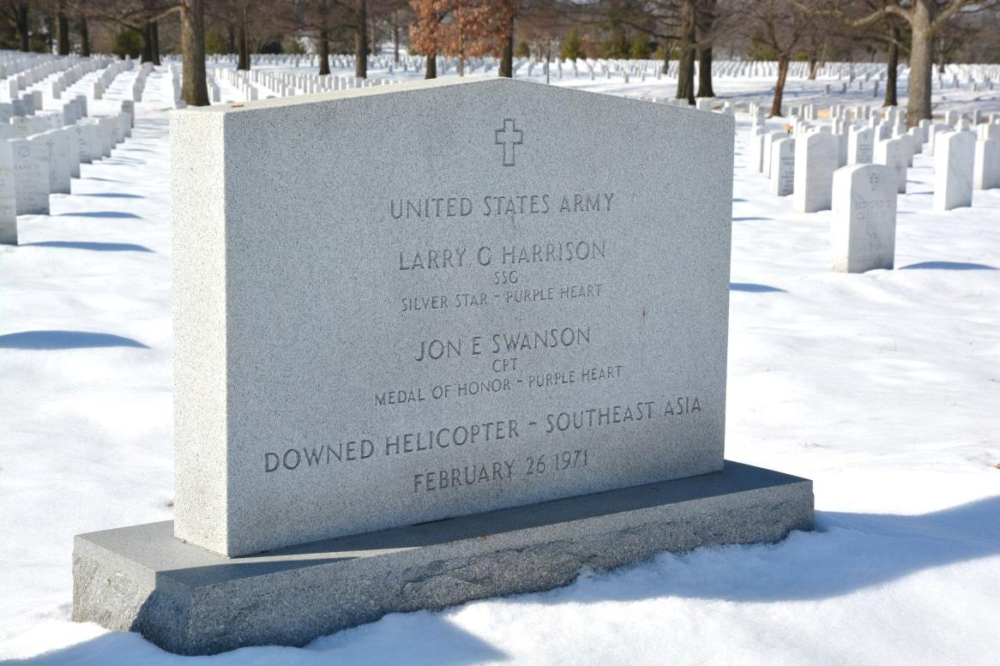 UNITED STATES ARMY
LARRY G HARRISON
SSG
SILVER STAR - PURPLE HEART
JON E SWANSON
CPT
MEDAL OF HONOR - PURPLE HEART
DOWNED HELICOPTER - SOUTHEAST ASIA
FEBRUARY 26 1971